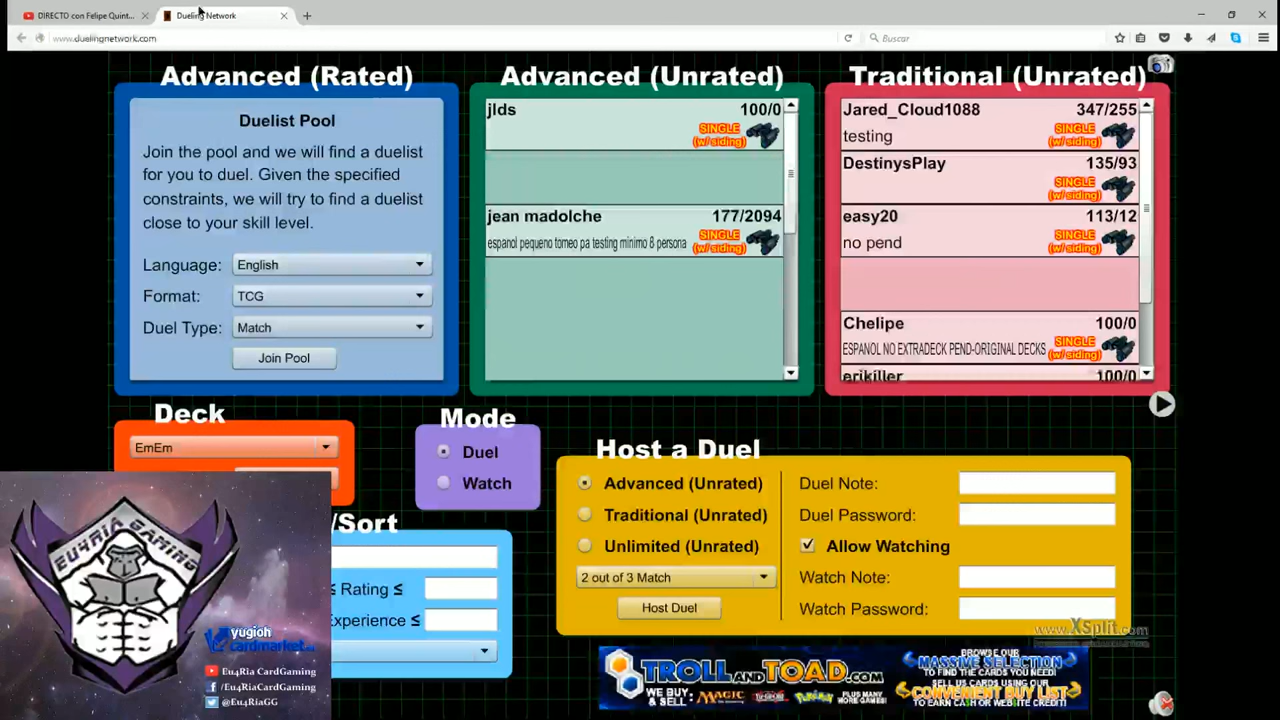 DIRECTO con Felipe Quint...
Dueling Network
www.duelingnetwork.com
Buscar
Advanced (Rated)
Duelist Pool
Join the pool and we will find a duelist
for you to duel. Given the specified
constraints, we will try to find a duelist
close to your skill level.
Language: English
Format: TCG
Duel Type: Match
Join Pool
Advanced (Unrated)
jlds 100/0
SINGLE
(w/ siding)
jean madolche 177/2094
espanol pequeno torneo pa testing minimo 8 persona SINGLE
(w/ siding)
Traditional (Unrated)
Jared_Cloud1088 347/255
testing SINGLE
(w/ siding)
DestinysPlay 135/93
SINGLE
(w/ siding)
easy20 113/12
no pend SINGLE
(w/ siding)
Chelipe 100/0
ESPANOL NO EXTRADECK PEND-ORIGINAL DECKS SINGLE
(w/ siding)
erikiller 100/0
Deck
EmEm
Mode
Duel
Watch
/Sort
≤ Rating ≤
Experience ≤
Host a Duel
Advanced (Unrated)
Traditional (Unrated)
Unlimited (Unrated)
2 out of 3 Match
Host Duel
Duel Note:
Duel Password:
Allow Watching
Watch Note:
Watch Password:
www.XSplit.com
EU4RIA GAMING
yugioh
cardmarket
Eu4Ria CardGaming
/Eu4RiaCardGaming
@Eu4RiaGG
TROLL AND TOAD.COM
WE BUY
& SELL:
MAGIC
POKéMON
PLUS MANY
MORE GAMES!
BROWSE OUR
MASSIVE SELECTION
TO FIND THE CARDS YOU NEED!
SELL US CARDS USING OUR
CONVENIENT BUY LIST
TO EARN CASH OR WEBSITE CREDIT!